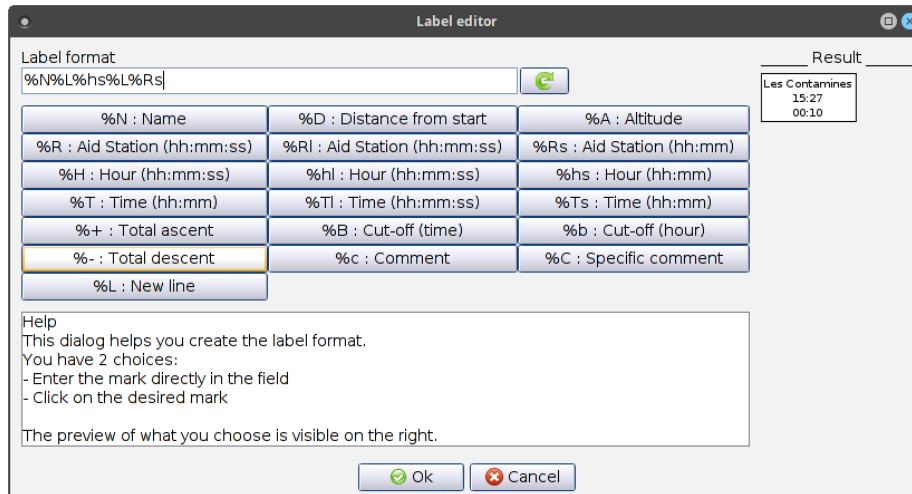 Label editor
Label format
%N%L%hs%L%Rs
%N : Name
%D : Distance from start
%A : Altitude
%R : Aid Station (hh:mm:ss)
%Rl : Aid Station (hh:mm:ss)
%Rs : Aid Station (hh:mm)
%H : Hour (hh:mm:ss)
%hl : Hour (hh:mm:ss)
%hs : Hour (hh:mm)
%T : Time (hh:mm)
%Tl : Time (hh:mm:ss)
%Ts : Time (hh:mm)
%+ : Total ascent
%B : Cut-off (time)
%b : Cut-off (hour)
%- : Total descent
%c : Comment
%C : Specific comment
%L : New line
Help
This dialog helps you create the label format.
You have 2 choices:
- Enter the mark directly in the field
- Click on the desired mark
The preview of what you choose is visible on the right.
_____ Result _____
Les Contamines
15:27
00:10
Ok
Cancel